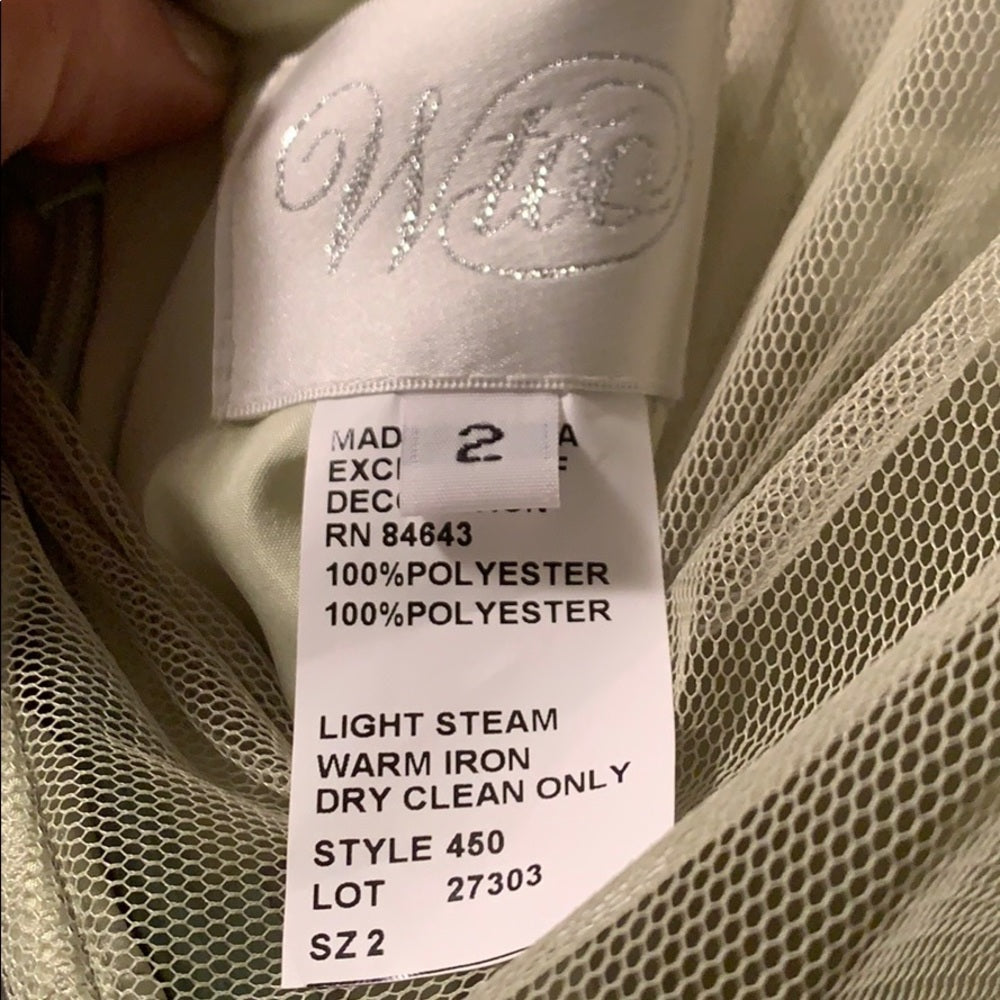 Wtoo
2
RN 84643
100%POLYESTER
100%POLYESTER
LIGHT STEAM
WARM IRON
DRY CLEAN ONLY
STYLE 450
LOT 27303
SZ 2